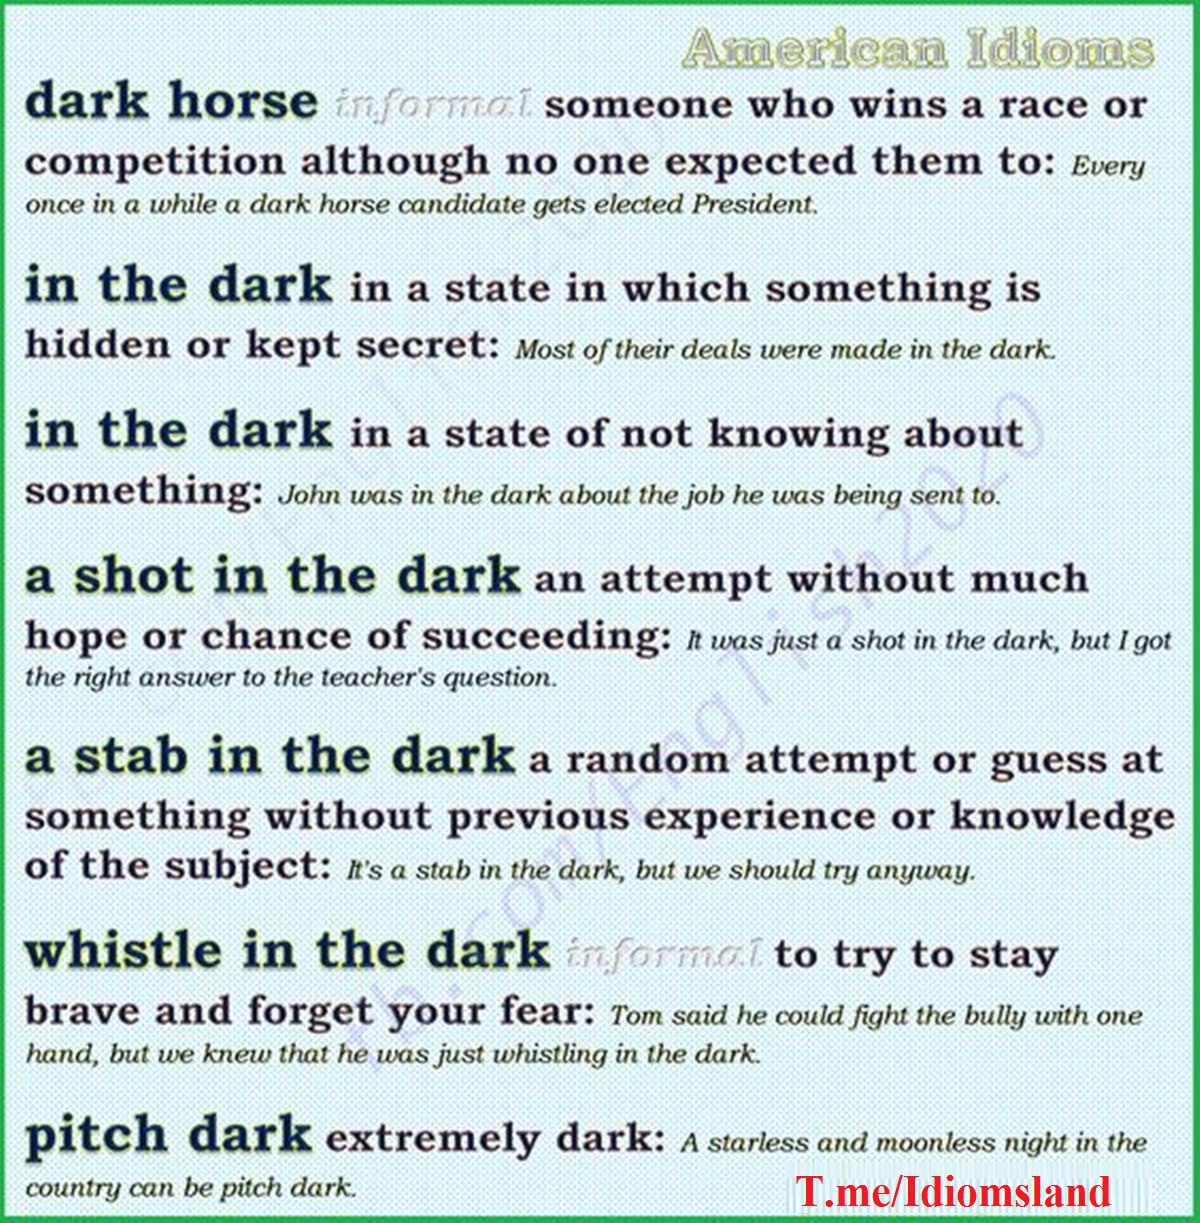 American Idioms
dark horse informal someone who wins a race or
competition although no one expected them to: Every
once in a while a dark horse candidate gets elected President.
in the dark in a state in which something is
hidden or kept secret: Most of their deals were made in the dark.
in the dark in a state of not knowing about
something: John was in the dark about the job he was being sent to.
a shot in the dark an attempt without much
hope or chance of succeeding: It was just a shot in the dark, but I got
the right answer to the teacher's question.
a stab in the dark a random attempt or guess at
something without previous experience or knowledge
of the subject: It's a stab in the dark, but we should try anyway.
whistle in the dark informal to try to stay
brave and forget your fear: Tom said he could fight the bully with one
hand, but we knew that he was just whistling in the dark.
pitch dark extremely dark: A starless and moonless night in the
country can be pitch dark.
T.me/Idiomsland
fb.com/English2020